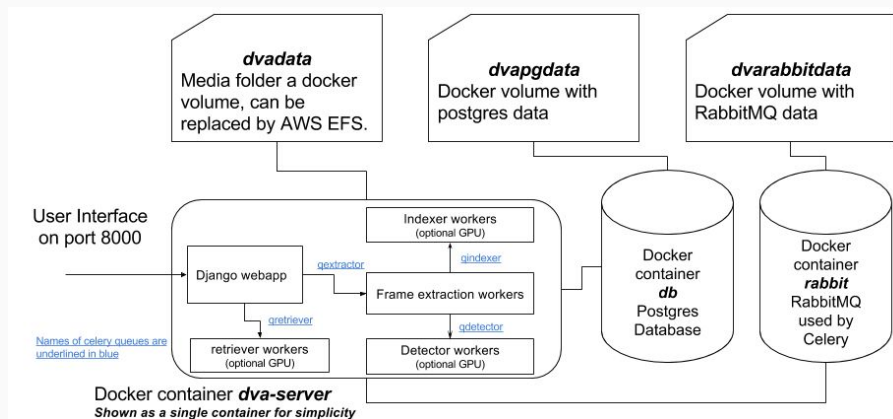 dvadata
Media folder a docker
volume, can be
replaced by AWS EFS.
dvapgdata
Docker volume with
postgres data
dvarabbitdata
Docker volume with
RabbitMQ data
User Interface
on port 8000
Django webapp
qextractor
qretriever
retriever workers
(optional GPU)
Indexer workers
(optional GPU)
qindexer
Frame extraction workers
qdetector
Detector workers
(optional GPU)
Docker
container
db
Postgres
Database
Docker
container
rabbit
RabbitMQ
used by
Celery
Names of celery queues are
underlined in blue
Docker container dva-server
Shown as a single container for simplicity